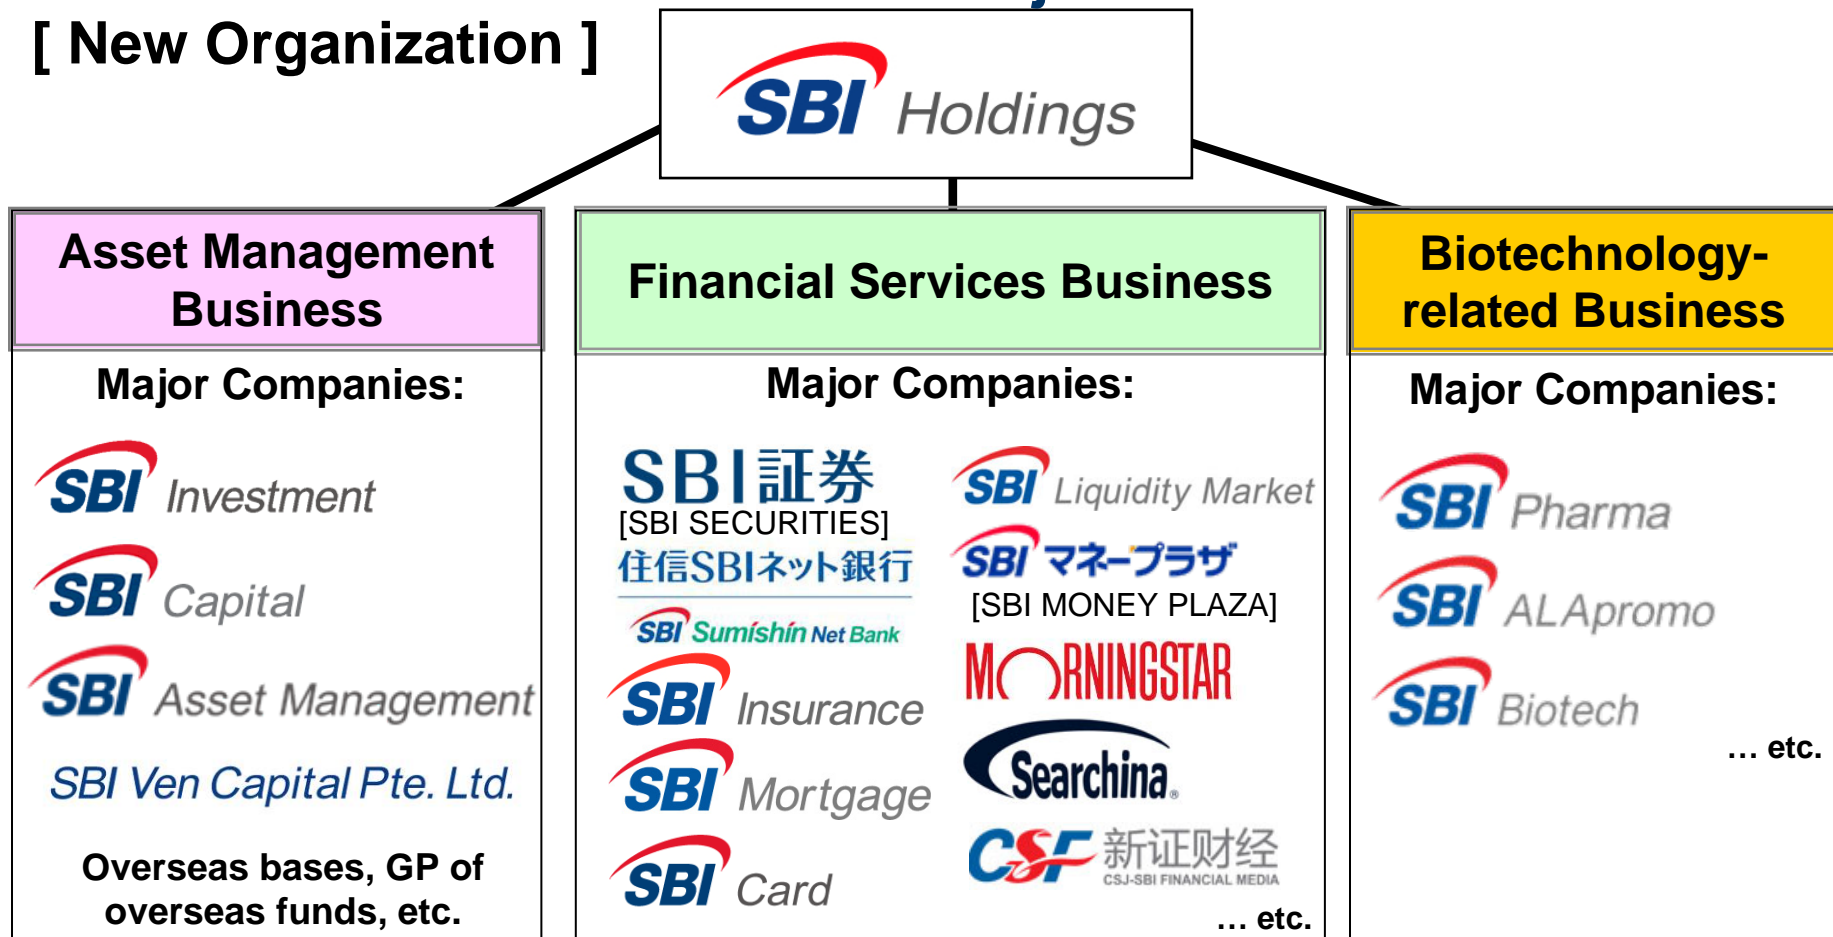 [ New Organization ]
SBI Holdings
Asset Management
Business
Major Companies:
SBI Investment
SBI Capital
SBI Asset Management
SBI Ven Capital Pte. Ltd.
Overseas bases, GP of
overseas funds, etc.
Financial Services Business
Major Companies:
SBI証券
[SBI SECURITIES]
住信SBIネット銀行
SBI Sumishin Net Bank
SBI Insurance
SBI Mortgage
SBI Card
SBI Liquidity Market
SBI マネープラザ
[SBI MONEY PLAZA]
MORNINGSTAR
Searchina®
CSF 新证财经
CSJ-SBI FINANCIAL MEDIA
… etc.
Biotechnology-
related Business
Major Companies:
SBI Pharma
SBI ALApromo
SBI Biotech
… etc.